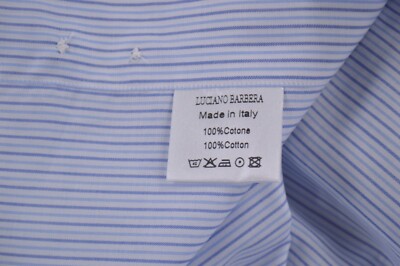 LUCIANO BARBERA
Made in Italy
100%Cotone
100%Cotton